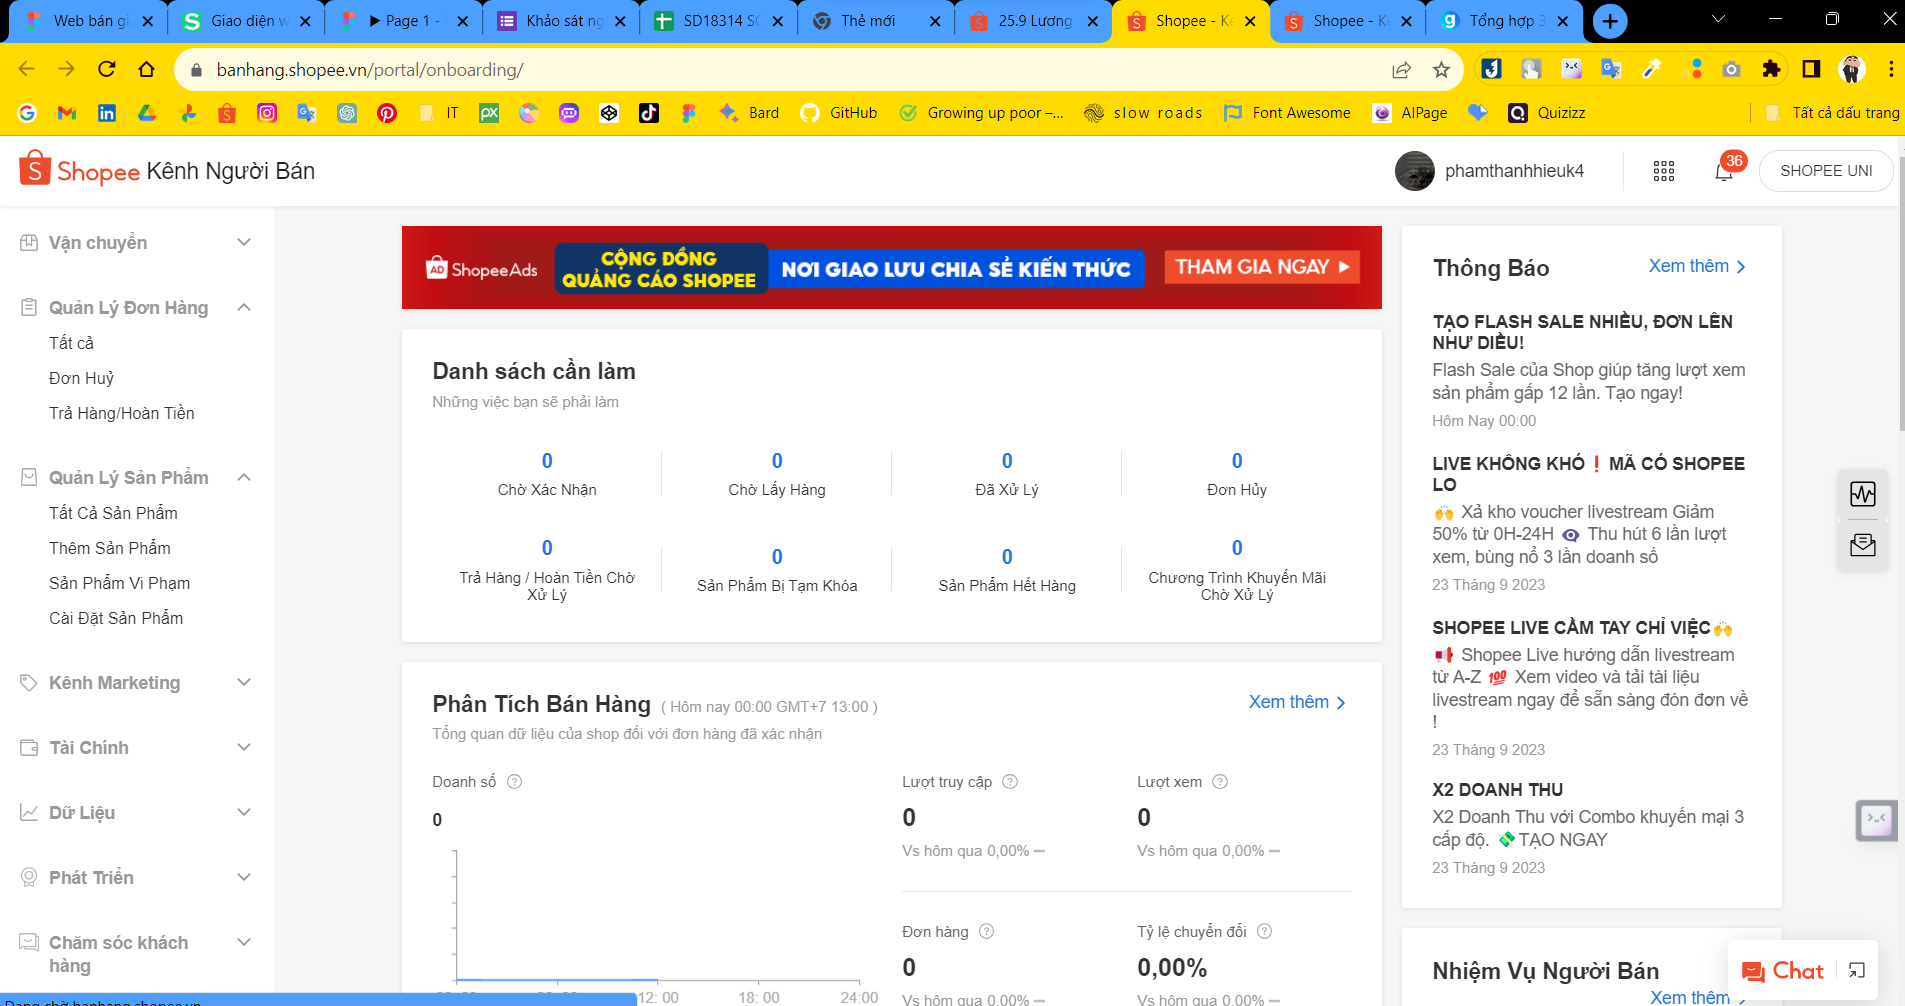 Web bán gi
Giao diện w
Page 1 -
Khảo sát ng
SD18314 SO
Thẻ mới
25.9 Lương
Shopee - Kê
Shopee - Kê
Tổng hợp 3
banhang.shopee.vn/portal/onboarding/
IT
Bard
GitHub
Growing up poor –...
slow roads
Font Awesome
AIPage
Quizizz
Tất cả dấu trang
Shopee Kênh Người Bán
phamthanhhieuk4
36
SHOPEE UNI
Vận chuyển
Quản Lý Đơn Hàng
Tất cả
Đơn Huỷ
Trả Hàng/Hoàn Tiền
Quản Lý Sản Phẩm
Tất Cả Sản Phẩm
Thêm Sản Phẩm
Sản Phẩm Vi Phạm
Cài Đặt Sản Phẩm
Kênh Marketing
Tài Chính
Dữ Liệu
Phát Triển
Chăm sóc khách
hàng
AD ShopeeAds
CỘNG ĐỒNG
QUẢNG CÁO SHOPEE
NƠI GIAO LƯU CHIA SẺ KIẾN THỨC
THAM GIA NGAY
Danh sách cần làm
Những việc bạn sẽ phải làm
0
Chờ Xác Nhận
0
Chờ Lấy Hàng
0
Đã Xử Lý
0
Đơn Hủy
0
Trả Hàng / Hoàn Tiền Chờ
Xử Lý
0
Sản Phẩm Bị Tạm Khóa
0
Sản Phẩm Hết Hàng
0
Chương Trình Khuyến Mãi
Chờ Xử Lý
Phân Tích Bán Hàng ( Hôm nay 00:00 GMT+7 13:00 )
Xem thêm
Tổng quan dữ liệu của shop đối với đơn hàng đã xác nhận
Doanh số
0
12: 00
18: 00
24:00
Lượt truy cập
0
Vs hôm qua 0,00%
Lượt xem
0
Vs hôm qua 0,00%
Đơn hàng
0
Vs hôm qua 0,00%
Tỷ lệ chuyển đổi
0,00%
Vs hôm qua 0,00%
Thông Báo
Xem thêm
TẠO FLASH SALE NHIỀU, ĐƠN LÊN
NHƯ DIỀU!
Flash Sale của Shop giúp tăng lượt xem
sản phẩm gấp 12 lần. Tạo ngay!
Hôm Nay 00:00
LIVE KHÔNG KHÓ❗MÃ CÓ SHOPEE
LO
🙌 Xả kho voucher livestream Giảm
50% từ 0H-24H 👁️‍🗨️ Thu hút 6 lần lượt
xem, bùng nổ 3 lần doanh số
23 Tháng 9 2023
SHOPEE LIVE CẦM TAY CHỈ VIỆC🙌
📢 Shopee Live hướng dẫn livestream
từ A-Z 💯 Xem video và tải tài liệu
livestream ngay để sẵn sàng đón đơn về
!
23 Tháng 9 2023
X2 DOANH THU
X2 Doanh Thu với Combo khuyến mại 3
cấp độ. 💸TẠO NGAY
23 Tháng 9 2023
Nhiệm Vụ Người Bán
Xem thêm
Chat